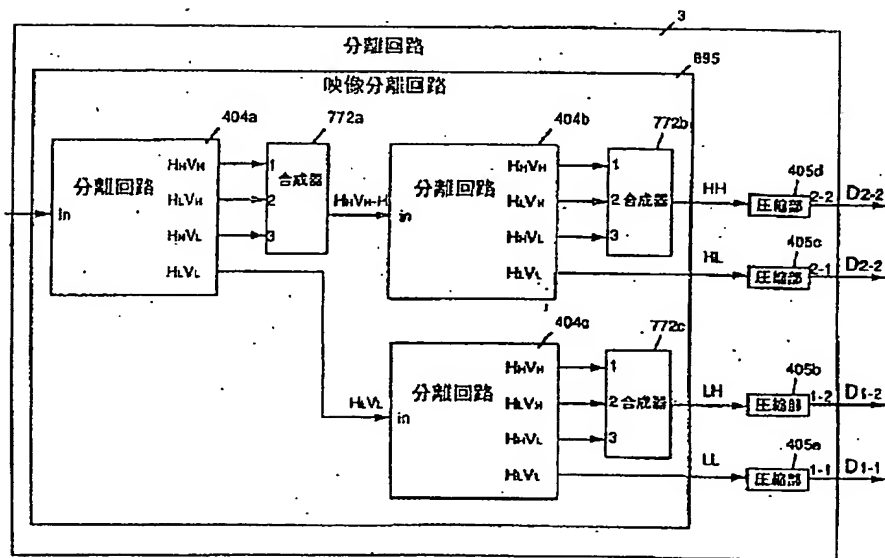 3
分離回路
895
映像分離回路
404a
772a
404b
772b
HHVH
HLVH
HHVL
HLVL
分離回路
in
1
2
3
合成器
HHVH-H
分離回路
in
HHVH
HLVH
HHVL
HLVL
1
2 合成器
3
HH
405d
圧縮部
2-2
D2-2
HL
405c
圧縮部
2-1
D2-2
772c
HHVH
HLVH
HHVL
HLVL
分離回路
HLVL
in
1
2 合成器
3
LH
405b
圧縮部
1-2
D1-2
LL
圧縮部
1-1
D1-1